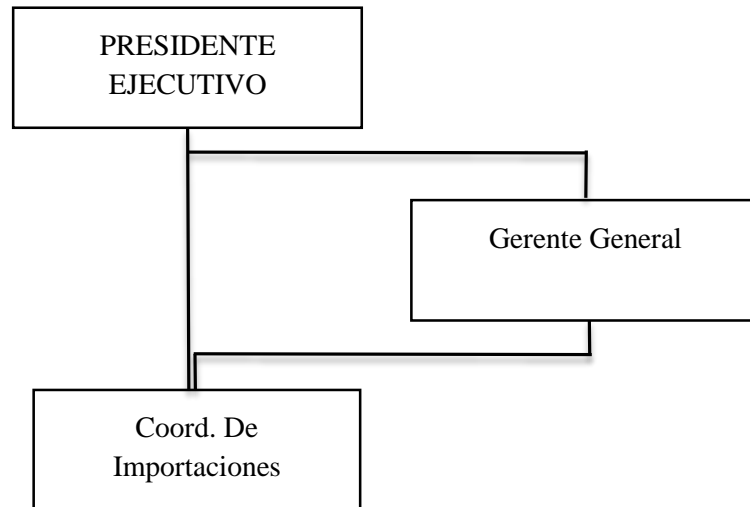 PRESIDENTE
EJECUTIVO
Gerente General
Coord. De
Importaciones